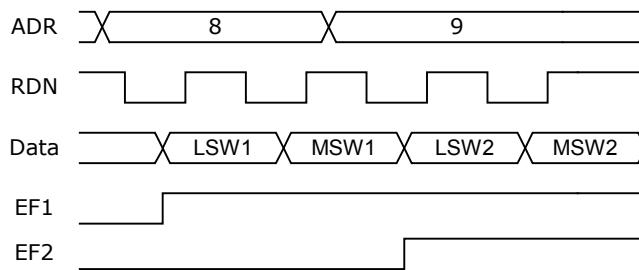 ADR 8 9
RDN
Data LSW1 MSW1 LSW2 MSW2
EF1
EF2